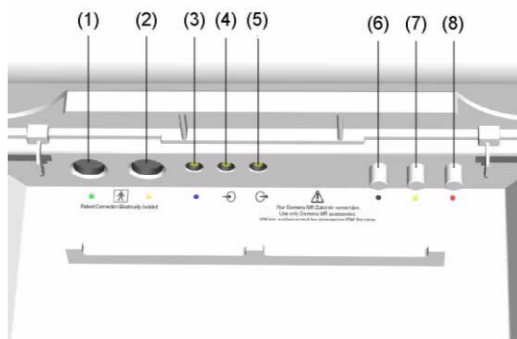 (1) (2) (3) (4) (5) (6) (7) (8)
Patient Connection Electrically Isolated
Nur Siemens MR Zubehör verwenden.
Use only Siemens MR accessories.